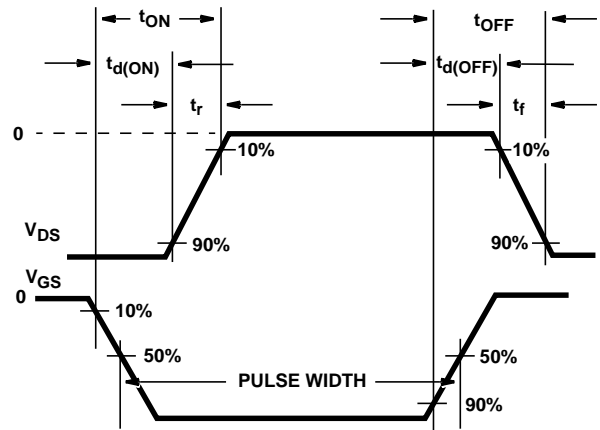 tON
tOFF
td(ON)
td(OFF)
tr
tf
0
10%
10%
VDS
90%
90%
VGS
0
10%
50%
50%
PULSE WIDTH
90%